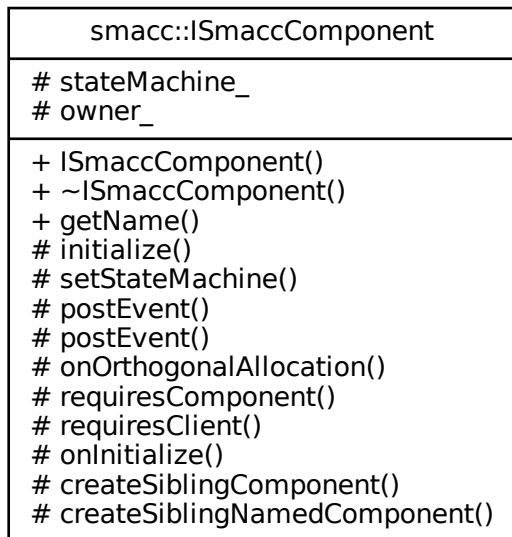 smacc::ISmaccComponent
# stateMachine_
# owner_
+ ISmaccComponent()
+ ~ISmaccComponent()
+ getName()
# initialize()
# setStateMachine()
# postEvent()
# postEvent()
# onOrthogonalAllocation()
# requiresComponent()
# requiresClient()
# onInitialize()
# createSiblingComponent()
# createSiblingNamedComponent()